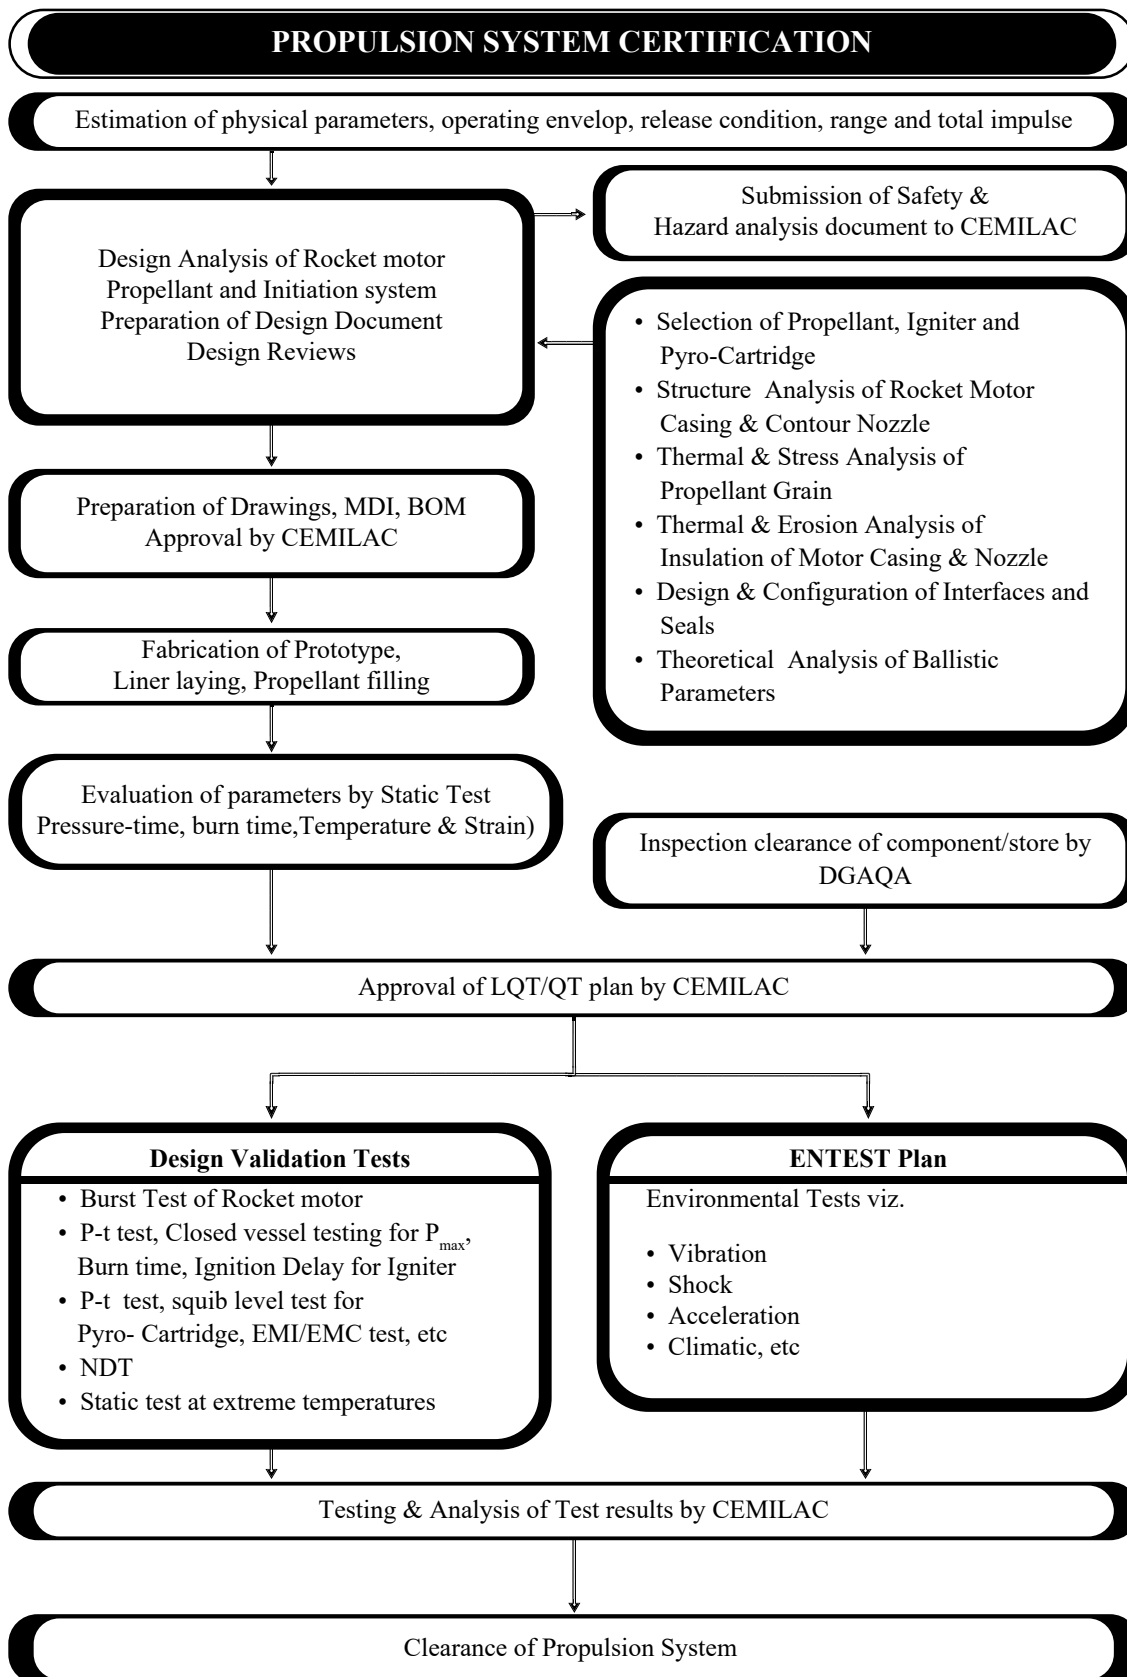 PROPULSION SYSTEM CERTIFICATION
Estimation of physical parameters, operating envelop, release condition, range and total impulse
Submission of Safety &
Hazard analysis document to CEMILAC
Design Analysis of Rocket motor
Propellant and Initiation system
Preparation of Design Document
Design Reviews
• Selection of Propellant, Igniter and
Pyro-Cartridge
• Structure Analysis of Rocket Motor
Casing & Contour Nozzle
• Thermal & Stress Analysis of
Propellant Grain
• Thermal & Erosion Analysis of
Insulation of Motor Casing & Nozzle
• Design & Configuration of Interfaces and
Seals
• Theoretical Analysis of Ballistic
Parameters
Preparation of Drawings, MDI, BOM
Approval by CEMILAC
Fabrication of Prototype,
Liner laying, Propellant filling
Evaluation of parameters by Static Test
Pressure-time, burn time,Temperature & Strain)
Inspection clearance of component/store by
DGAQA
Approval of LQT/QT plan by CEMILAC
Design Validation Tests
• Burst Test of Rocket motor
• P-t test, Closed vessel testing for Pmax,
Burn time, Ignition Delay for Igniter
• P-t test, squib level test for
Pyro- Cartridge, EMI/EMC test, etc
• NDT
• Static test at extreme temperatures
ENTEST Plan
Environmental Tests viz.
• Vibration
• Shock
• Acceleration
• Climatic, etc
Testing & Analysis of Test results by CEMILAC
Clearance of Propulsion System